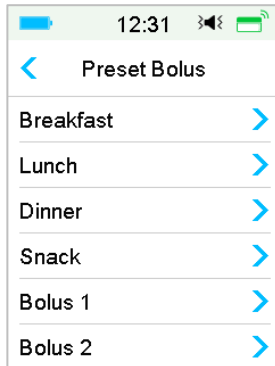 12:31
Preset Bolus
Breakfast
Lunch
Dinner
Snack
Bolus 1
Bolus 2